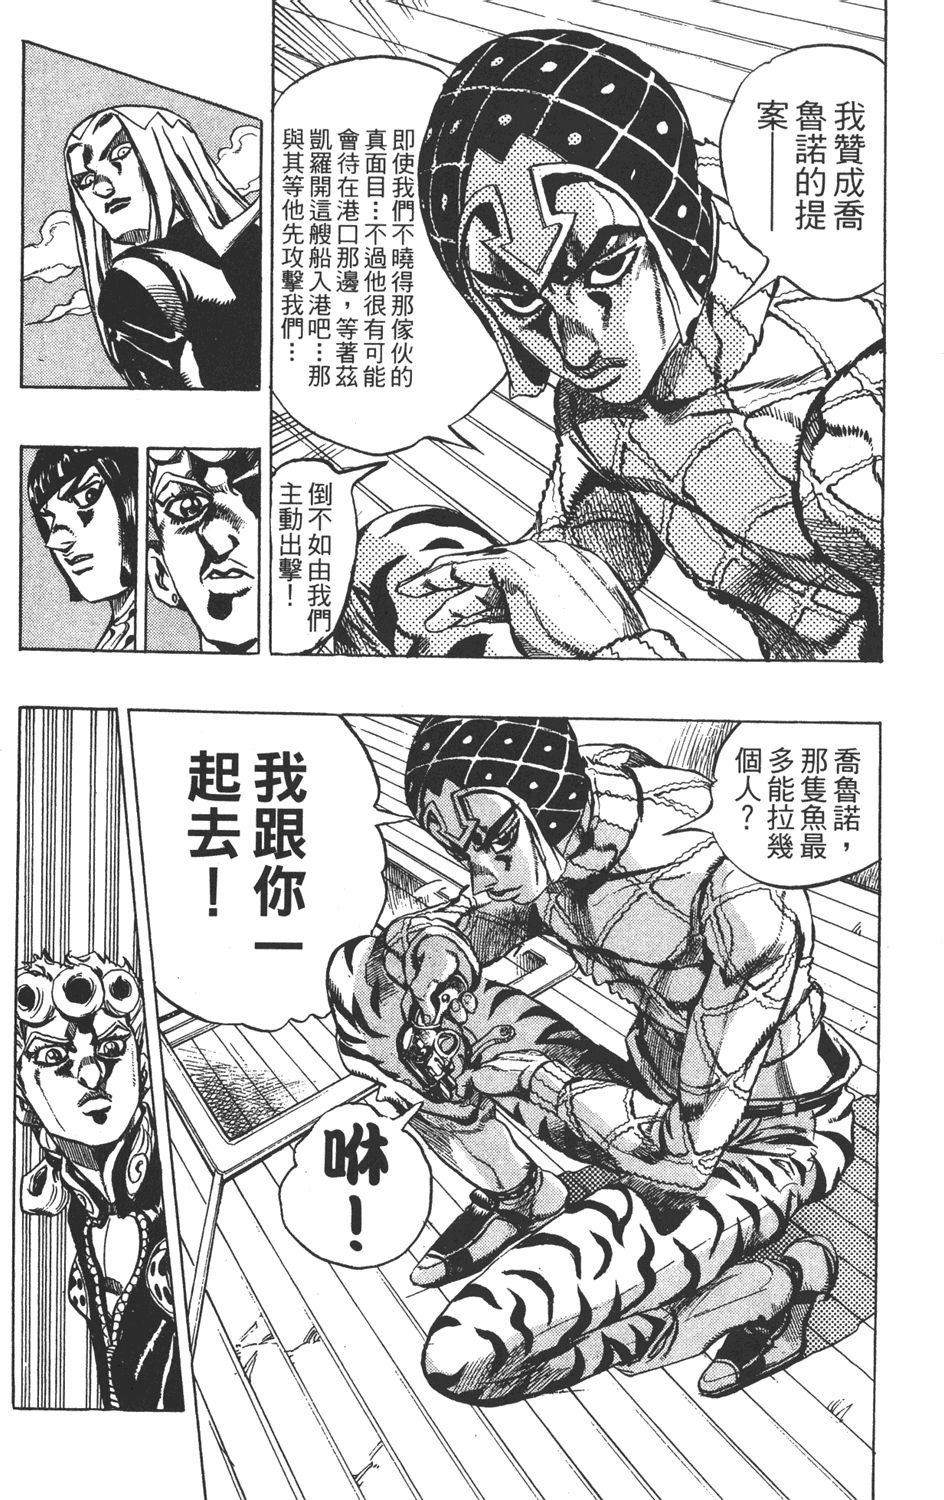 我贊成喬
魯諾的提
案──
即使我們不曉得那傢伙的
真面目…不過他很有可能
會待在港口那邊，等著茲
凱羅開這艘船入港吧…那
與其等他先攻擊我們…
倒不如由我們
主動出擊！
喬魯諾，
那隻魚最
多能拉幾
個人？
我跟你一
起去！
咻！